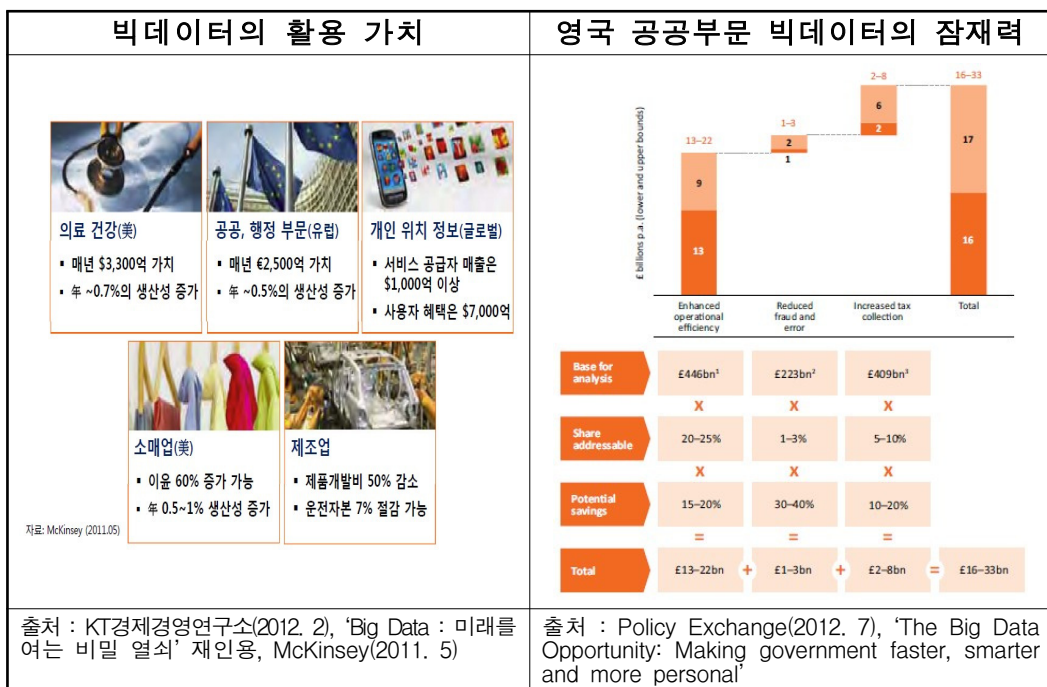 빅데이터의 활용 가치
의료 건강(美)
▪ 매년 $3,300억 가치
▪ 年 ~0.7%의 생산성 증가
공공, 행정 부문(유럽)
▪ 매년 €2,500억 가치
▪ 年 ~0.5%의 생산성 증가
개인 위치 정보(글로벌)
▪ 서비스 공급자 매출은
$1,000억 이상
▪ 사용자 혜택은 $7,000억
소매업(美)
▪ 이윤 60% 증가 가능
▪ 年 0.5~1% 생산성 증가
제조업
▪ 제품개발비 50% 감소
▪ 운전자본 7% 절감 가능
자료: McKinsey (2011.05)
출처 : KT경제경영연구소(2012. 2), ‘Big Data : 미래를
여는 비밀 열쇠’ 재인용, McKinsey(2011. 5)
영국 공공부문 빅데이터의 잠재력
£ billions p.a. (lower and upper bounds)
13–22
9
13
1–3
2
1
2–8
6
2
16–33
17
16
Enhanced
operational
efficiency
Reduced
fraud and
error
Increased tax
collection
Total
Base for
analysis
£446bn¹
£223bn²
£409bn³
X X X
Share
addressable
20–25%
1–3%
5–10%
X X X
Potential
savings
15–20%
30–40%
10–20%
= = =
Total
£13–22bn + £1–3bn + £2–8bn = £16–33bn
출처 : Policy Exchange(2012. 7), ‘The Big Data
Opportunity: Making government faster, smarter
and more personal’